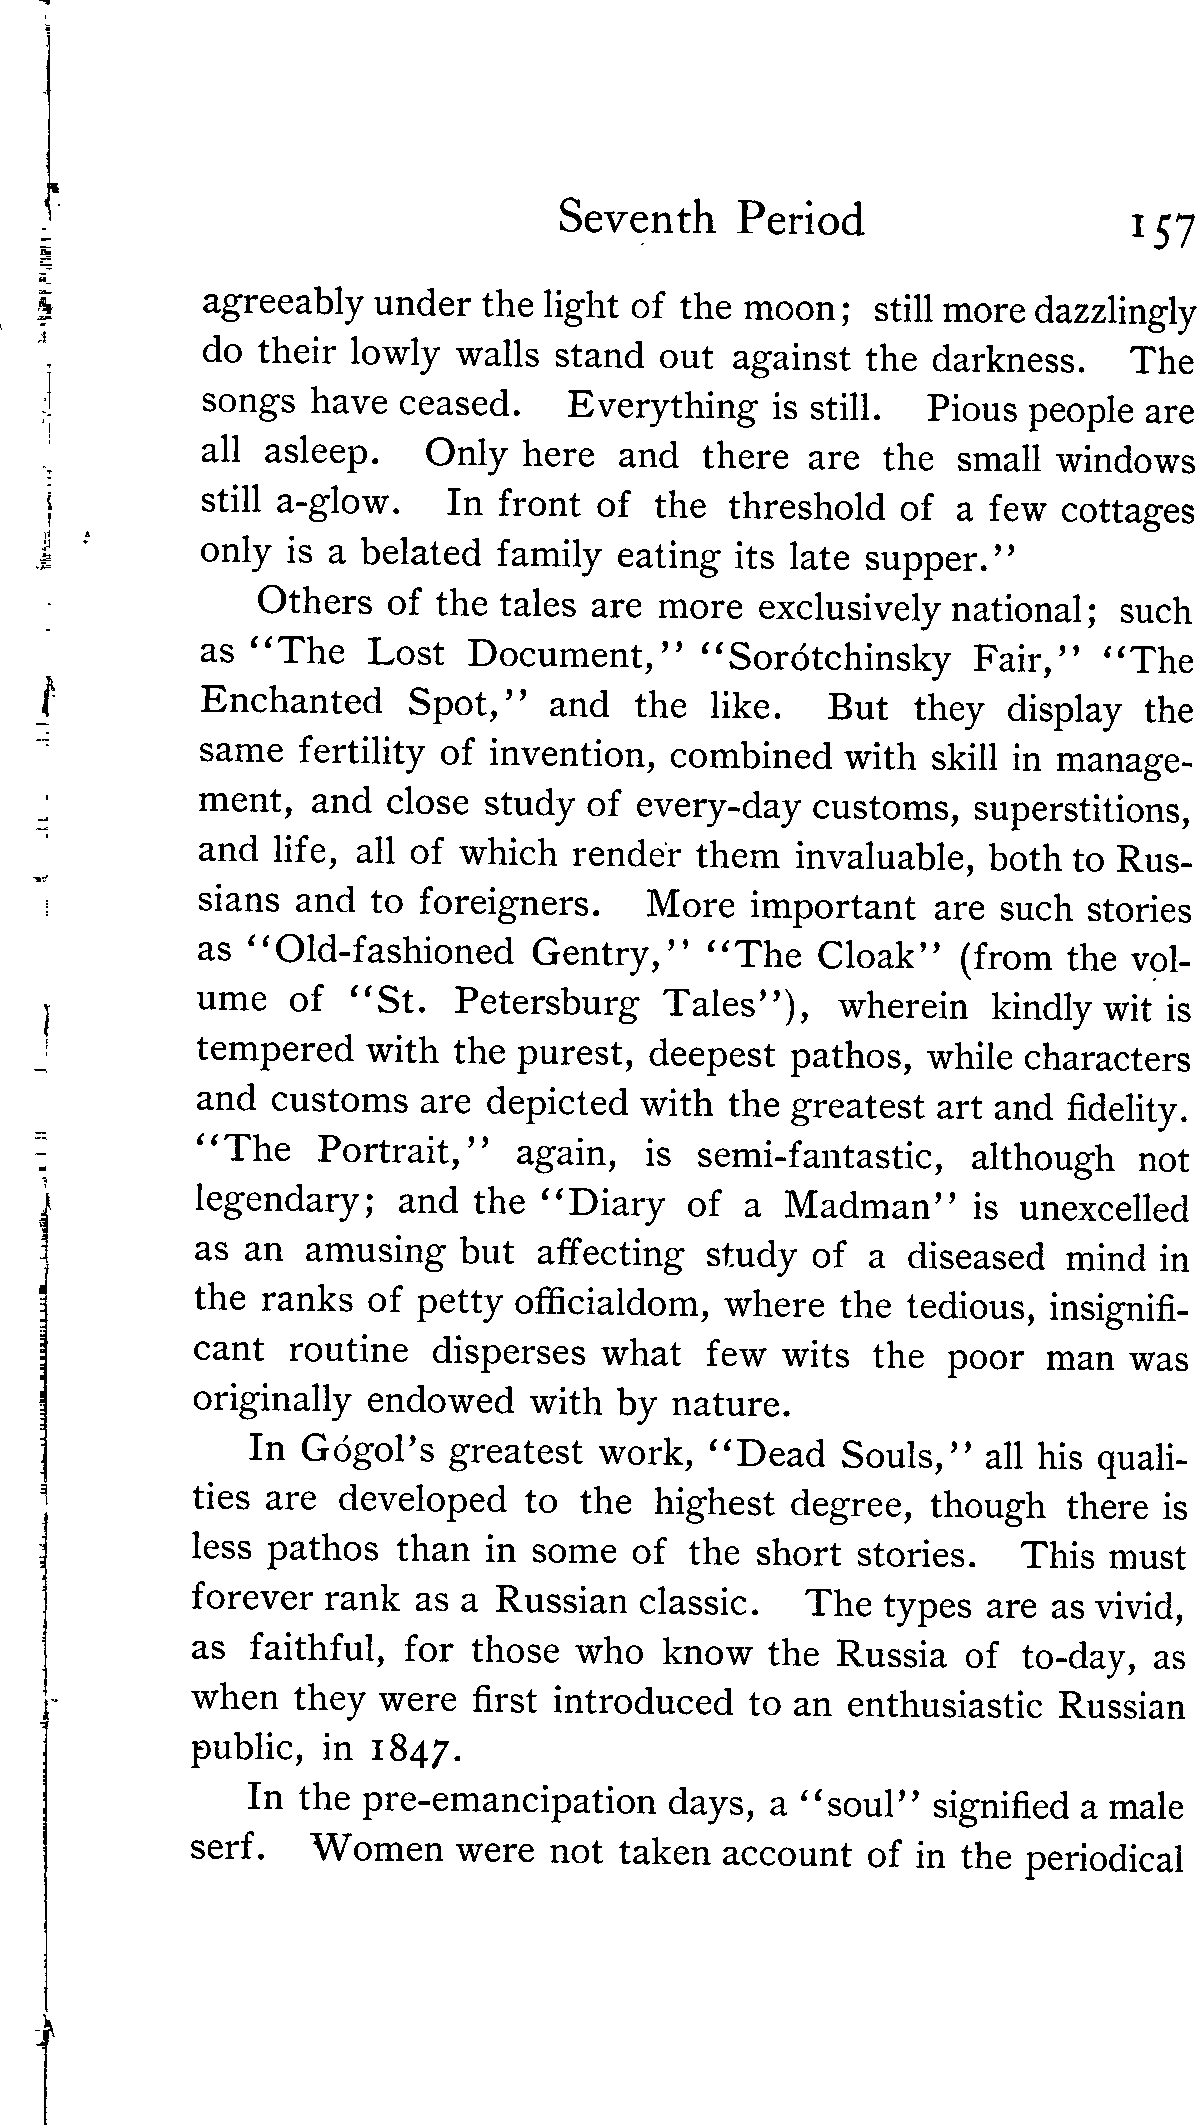 Seventh Period 157
agreeably under the light of the moon; still more dazzlingly
do their lowly walls stand out against the darkness. The
songs have ceased. Everything is still. Pious people are
all asleep. Only here and there are the small windows
still a-glow. In front of the threshold of a few cottages
only is a belated family eating its late supper.”
Others of the tales are more exclusively national; such
as “The Lost Document,” “Sorótchinsky Fair,” “The
Enchanted Spot,” and the like. But they display the
same fertility of invention, combined with skill in manage-
ment, and close study of every-day customs, superstitions,
and life, all of which render them invaluable, both to Rus-
sians and to foreigners. More important are such stories
as “Old-fashioned Gentry,” “The Cloak” (from the vol-
ume of “St. Petersburg Tales”), wherein kindly wit is
tempered with the purest, deepest pathos, while characters
and customs are depicted with the greatest art and fidelity.
“The Portrait,” again, is semi-fantastic, although not
legendary; and the “Diary of a Madman” is unexcelled
as an amusing but affecting study of a diseased mind in
the ranks of petty officialdom, where the tedious, insignifi-
cant routine disperses what few wits the poor man was
originally endowed with by nature.
In Gógol’s greatest work, “Dead Souls,” all his quali-
ties are developed to the highest degree, though there is
less pathos than in some of the short stories. This must
forever rank as a Russian classic. The types are as vivid,
as faithful, for those who know the Russia of to-day, as
when they were first introduced to an enthusiastic Russian
public, in 1847.
In the pre-emancipation days, a “soul” signified a male
serf. Women were not taken account of in the periodical